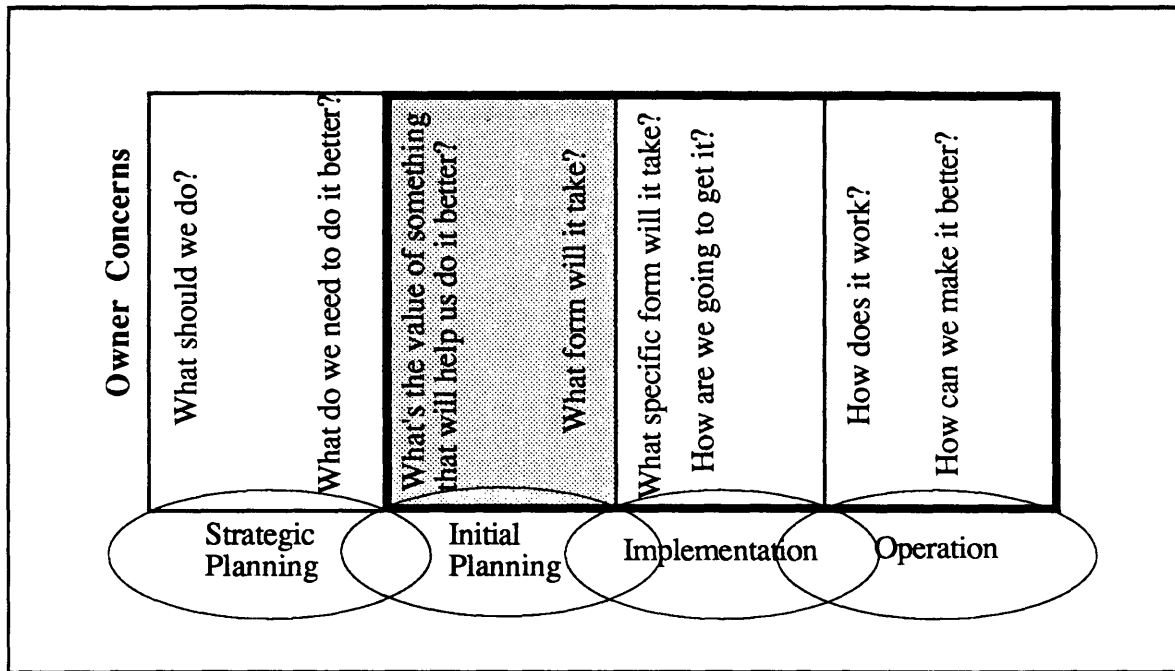 Owner Concerns
What should we do?
What do we need to do it better?
What's the value of something
that will help us do it better?
What form will it take?
What specific form will it take?
How are we going to get it?
How does it work?
How can we make it better?
Strategic
Planning
Initial
Planning
Implementation
Operation